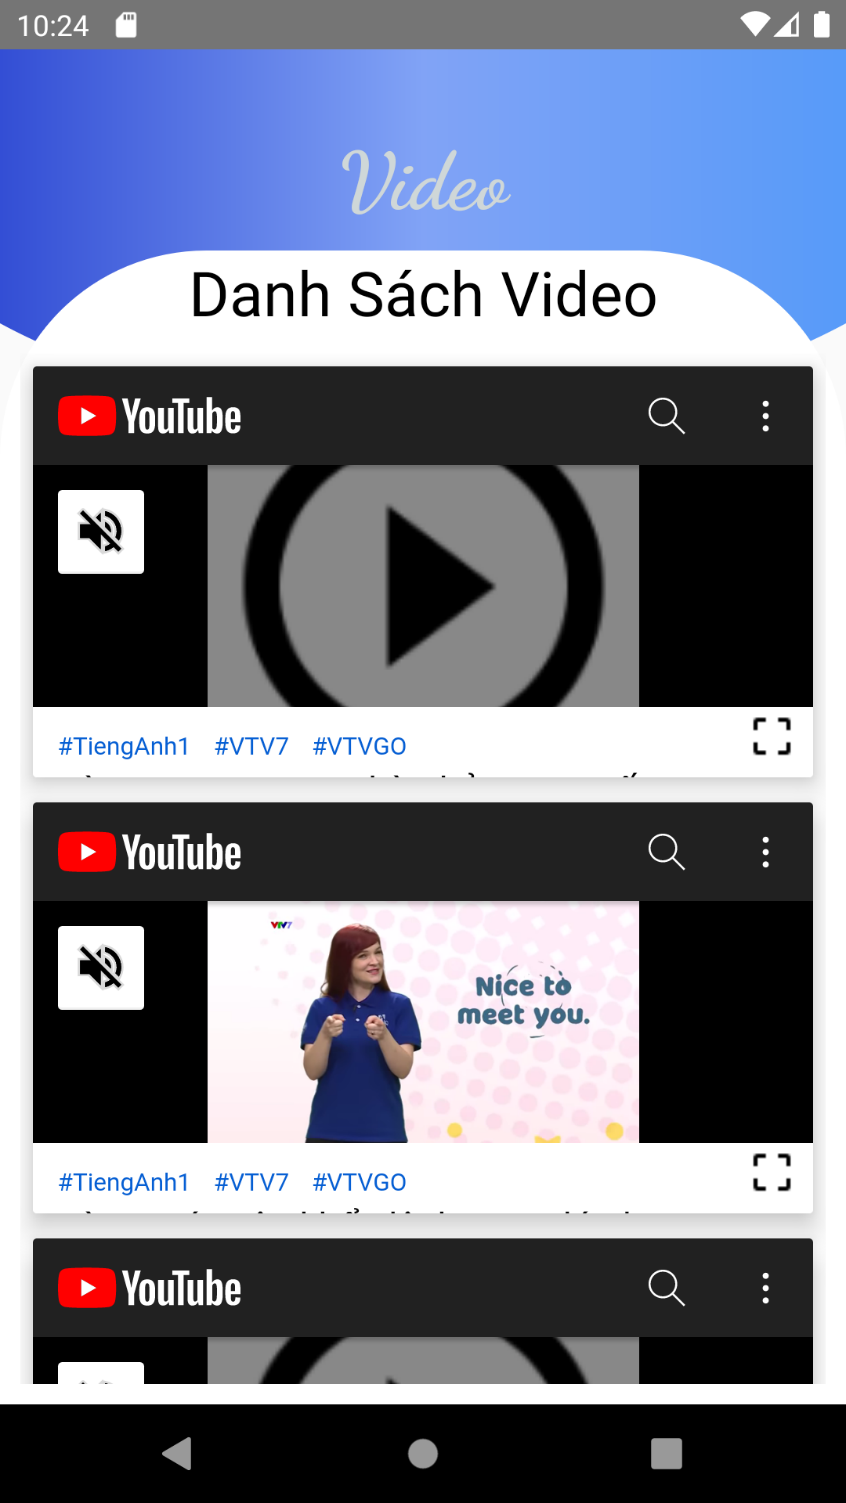 10:24
Video
Danh Sách Video
YouTube
#TiengAnh1 #VTV7 #VTVGO
YouTube
VTV7
Nice to
meet you.
#TiengAnh1 #VTV7 #VTVGO
YouTube